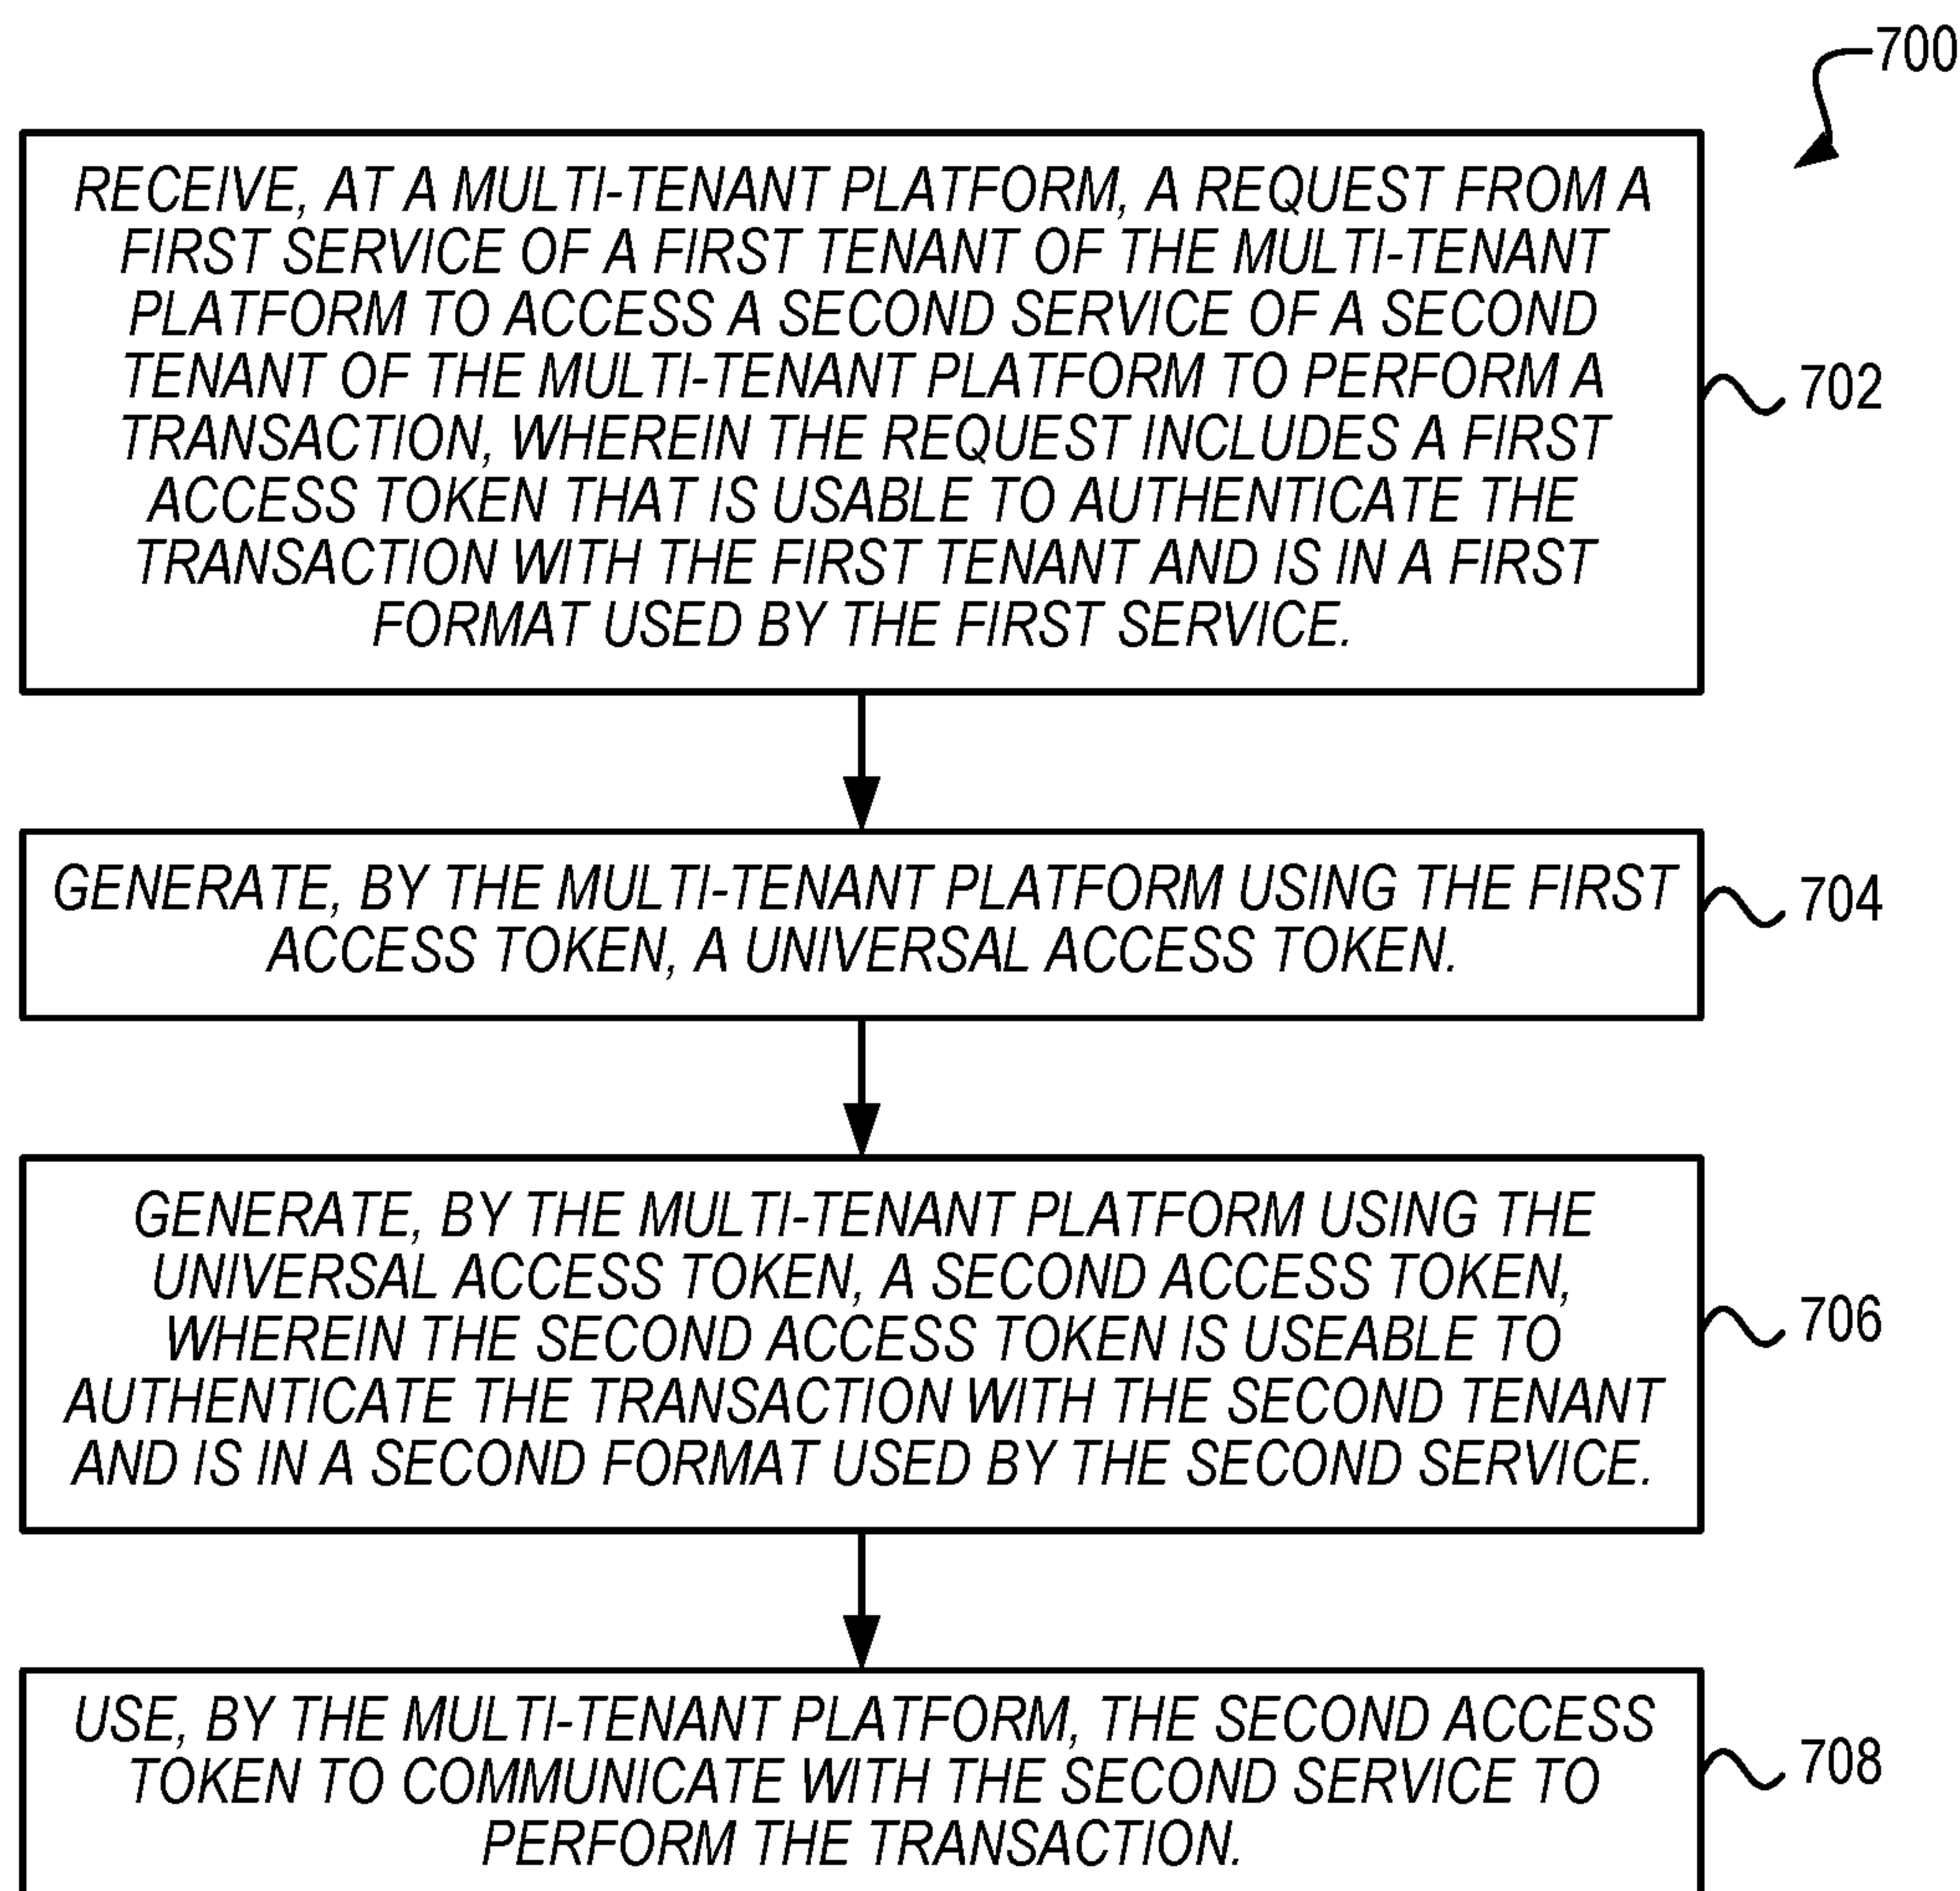 700
RECEIVE, AT A MULTI-TENANT PLATFORM, A REQUEST FROM A
FIRST SERVICE OF A FIRST TENANT OF THE MULTI-TENANT
PLATFORM TO ACCESS A SECOND SERVICE OF A SECOND
TENANT OF THE MULTI-TENANT PLATFORM TO PERFORM A
TRANSACTION, WHEREIN THE REQUEST INCLUDES A FIRST
ACCESS TOKEN THAT IS USABLE TO AUTHENTICATE THE
TRANSACTION WITH THE FIRST TENANT AND IS IN A FIRST
FORMAT USED BY THE FIRST SERVICE.
702
GENERATE, BY THE MULTI-TENANT PLATFORM USING THE FIRST
ACCESS TOKEN, A UNIVERSAL ACCESS TOKEN.
704
GENERATE, BY THE MULTI-TENANT PLATFORM USING THE
UNIVERSAL ACCESS TOKEN, A SECOND ACCESS TOKEN,
WHEREIN THE SECOND ACCESS TOKEN IS USEABLE TO
AUTHENTICATE THE TRANSACTION WITH THE SECOND TENANT
AND IS IN A SECOND FORMAT USED BY THE SECOND SERVICE.
706
USE, BY THE MULTI-TENANT PLATFORM, THE SECOND ACCESS
TOKEN TO COMMUNICATE WITH THE SECOND SERVICE TO
PERFORM THE TRANSACTION.
708